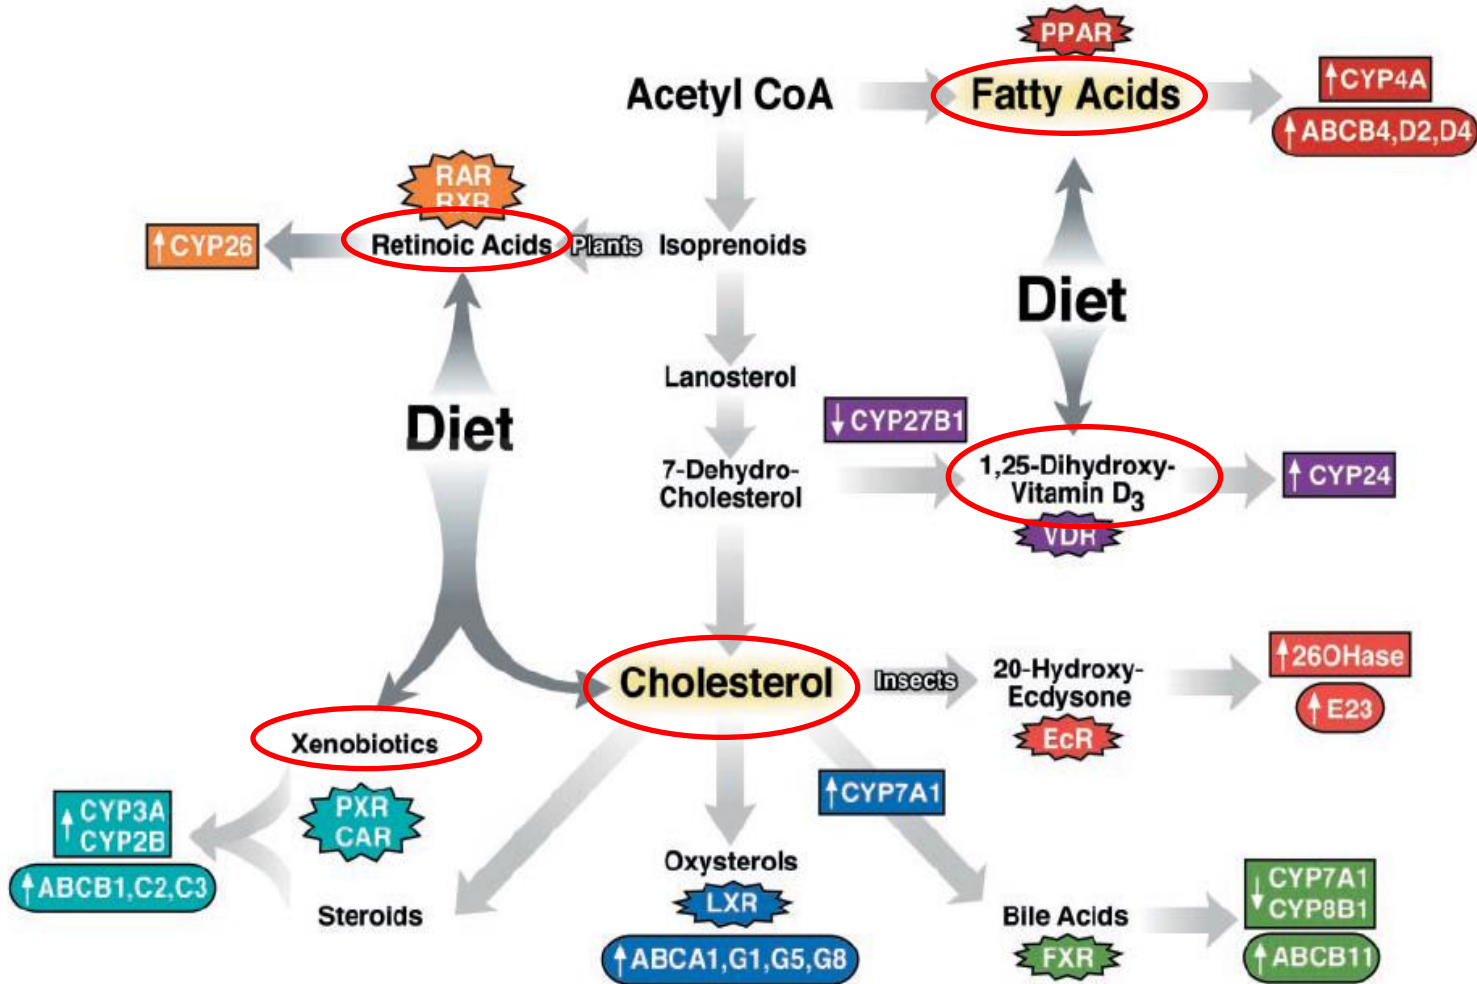 PPAR
Acetyl CoA
Fatty Acids
↑CYP4A
↑ABCB4,D2,D4
RAR
RXR
↑CYP26
Retinoic Acids
Plants
Isoprenoids
Diet
Lanosterol
Diet
↓CYP27B1
7-Dehydro-
Cholesterol
1,25-Dihydroxy-
Vitamin D3
↑CYP24
VDR
Cholesterol
Insects
20-Hydroxy-
Ecdysone
EcR
↑26OHase
↑E23
Xenobiotics
↑CYP3A
CYP2B
PXR
CAR
↑CYP7A1
↑ABCB1,C2,C3
Steroids
Oxysterols
LXR
↑ABCA1,G1,G5,G8
Bile Acids
FXR
↓CYP7A1
CYP8B1
↑ABCB11